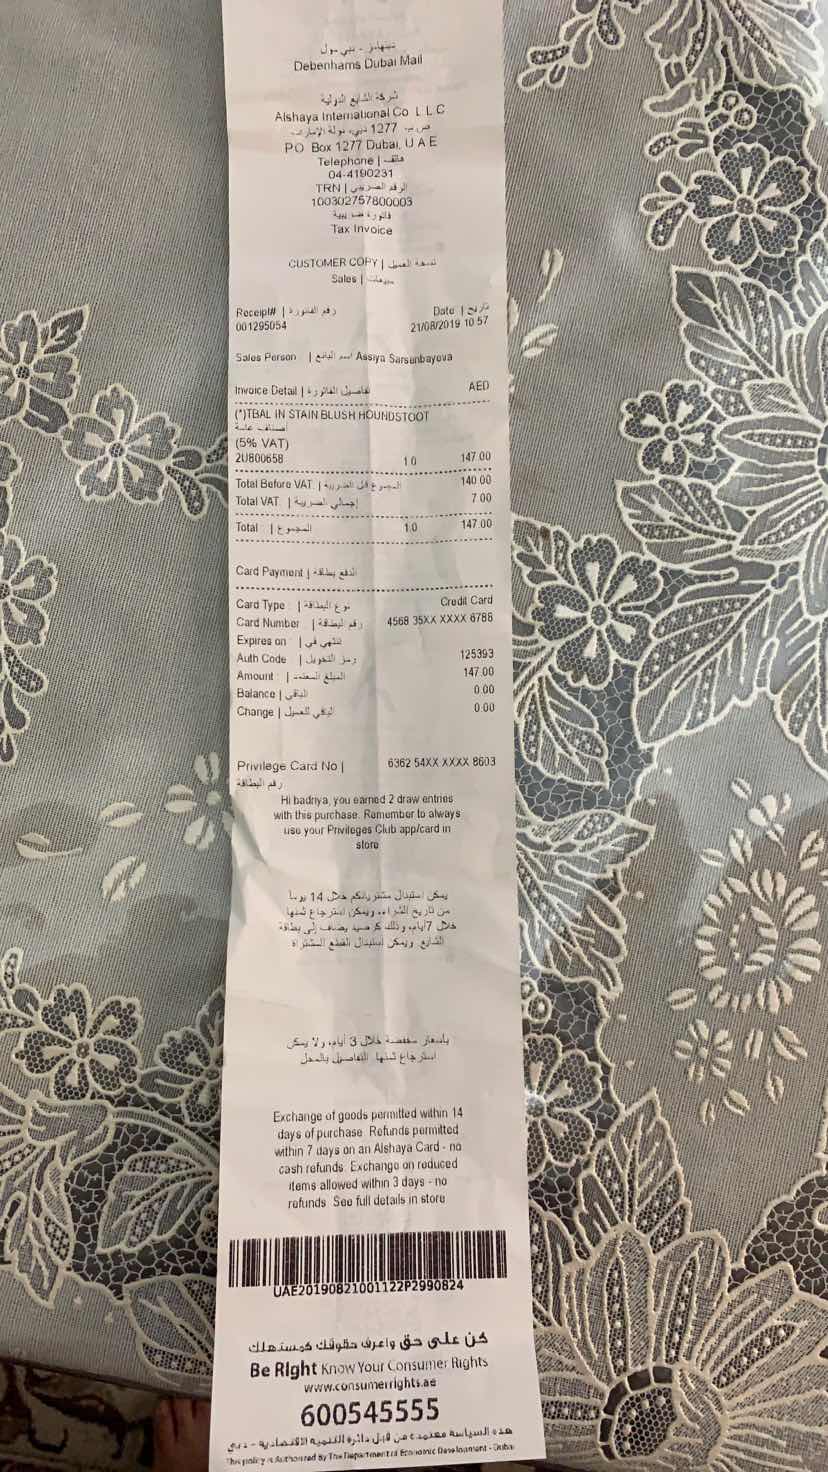 دبنهامز - دبي مول
Debenhams Dubai Mall
شركة الشايع الدولية
Alshaya International Co L L C
ص.ب 1277 دبي، دولة الإمارات
PO Box 1277 Dubai, U A E
Telephone | هاتف
04-4190231
TRN | الرقم الضريبي
100302757800003
فاتورة ضريبية
Tax Invoice
CUSTOMER COPY | نسخة العميل
Sales | مبيعات
Receipt# | رقم الفاتورة Date | تاريخ
001295054 21/08/2019 10:57
Sales Person | اسم البائع Assiya Sarsenbayeva
Invoice Detail | تفاصيل الفاتورة AED
(*)TBAL IN STAIN BLUSH HOUNDSTOOT
أصناف عامة
(5% VAT)
2U800658 1.0 147.00
Total Before VAT | المجموع قبل الضريبة 140.00
Total VAT | إجمالي الضريبة 7.00
Total | المجموع 1.0 147.00
Card Payment | الدفع ببطاقة
Card Type | نوع البطاقة Credit Card
Card Number | رقم البطاقة 4568 35XX XXXX 6788
Expires on | تنتهي في
Auth Code | رمز التخويل 125393
Amount | المبلغ المعتمد 147.00
Balance | الباقي 0.00
Change | الباقي للعميل 0.00
Privilege Card No | 6362 54XX XXXX 8603
رقم البطاقة
Hi badriya, you earned 2 draw entries
with this purchase. Remember to always
use your Privileges Club app/card in
store
يمكن استبدال مشترياتكم خلال 14 يوماً
من تاريخ الشراء، ويمكن استرجاع ثمنها
خلال 7أيام، وذلك كرصيد يضاف إلى بطاقة
الشايع. ويمكن استبدال القطع المشتراة
بأسعار مخفضة خلال 3 أيام، ولا يمكن
استرجاع ثمنها. التفاصيل بالمحل
Exchange of goods permitted within 14
days of purchase. Refunds permitted
within 7 days on an Alshaya Card - no
cash refunds. Exchange on reduced
items allowed within 3 days - no
refunds. See full details in store
UAE20190821001122P2990824
كن على حق واعرف حقوقك كمستهلك
Be Right Know Your Consumer Rights
www.consumerrights.ae
600545555
هذه السياسة معتمدة من قبل دائرة التنمية الاقتصادية - دبي
This policy is Authorized By The Department of Economic Development - Dubai